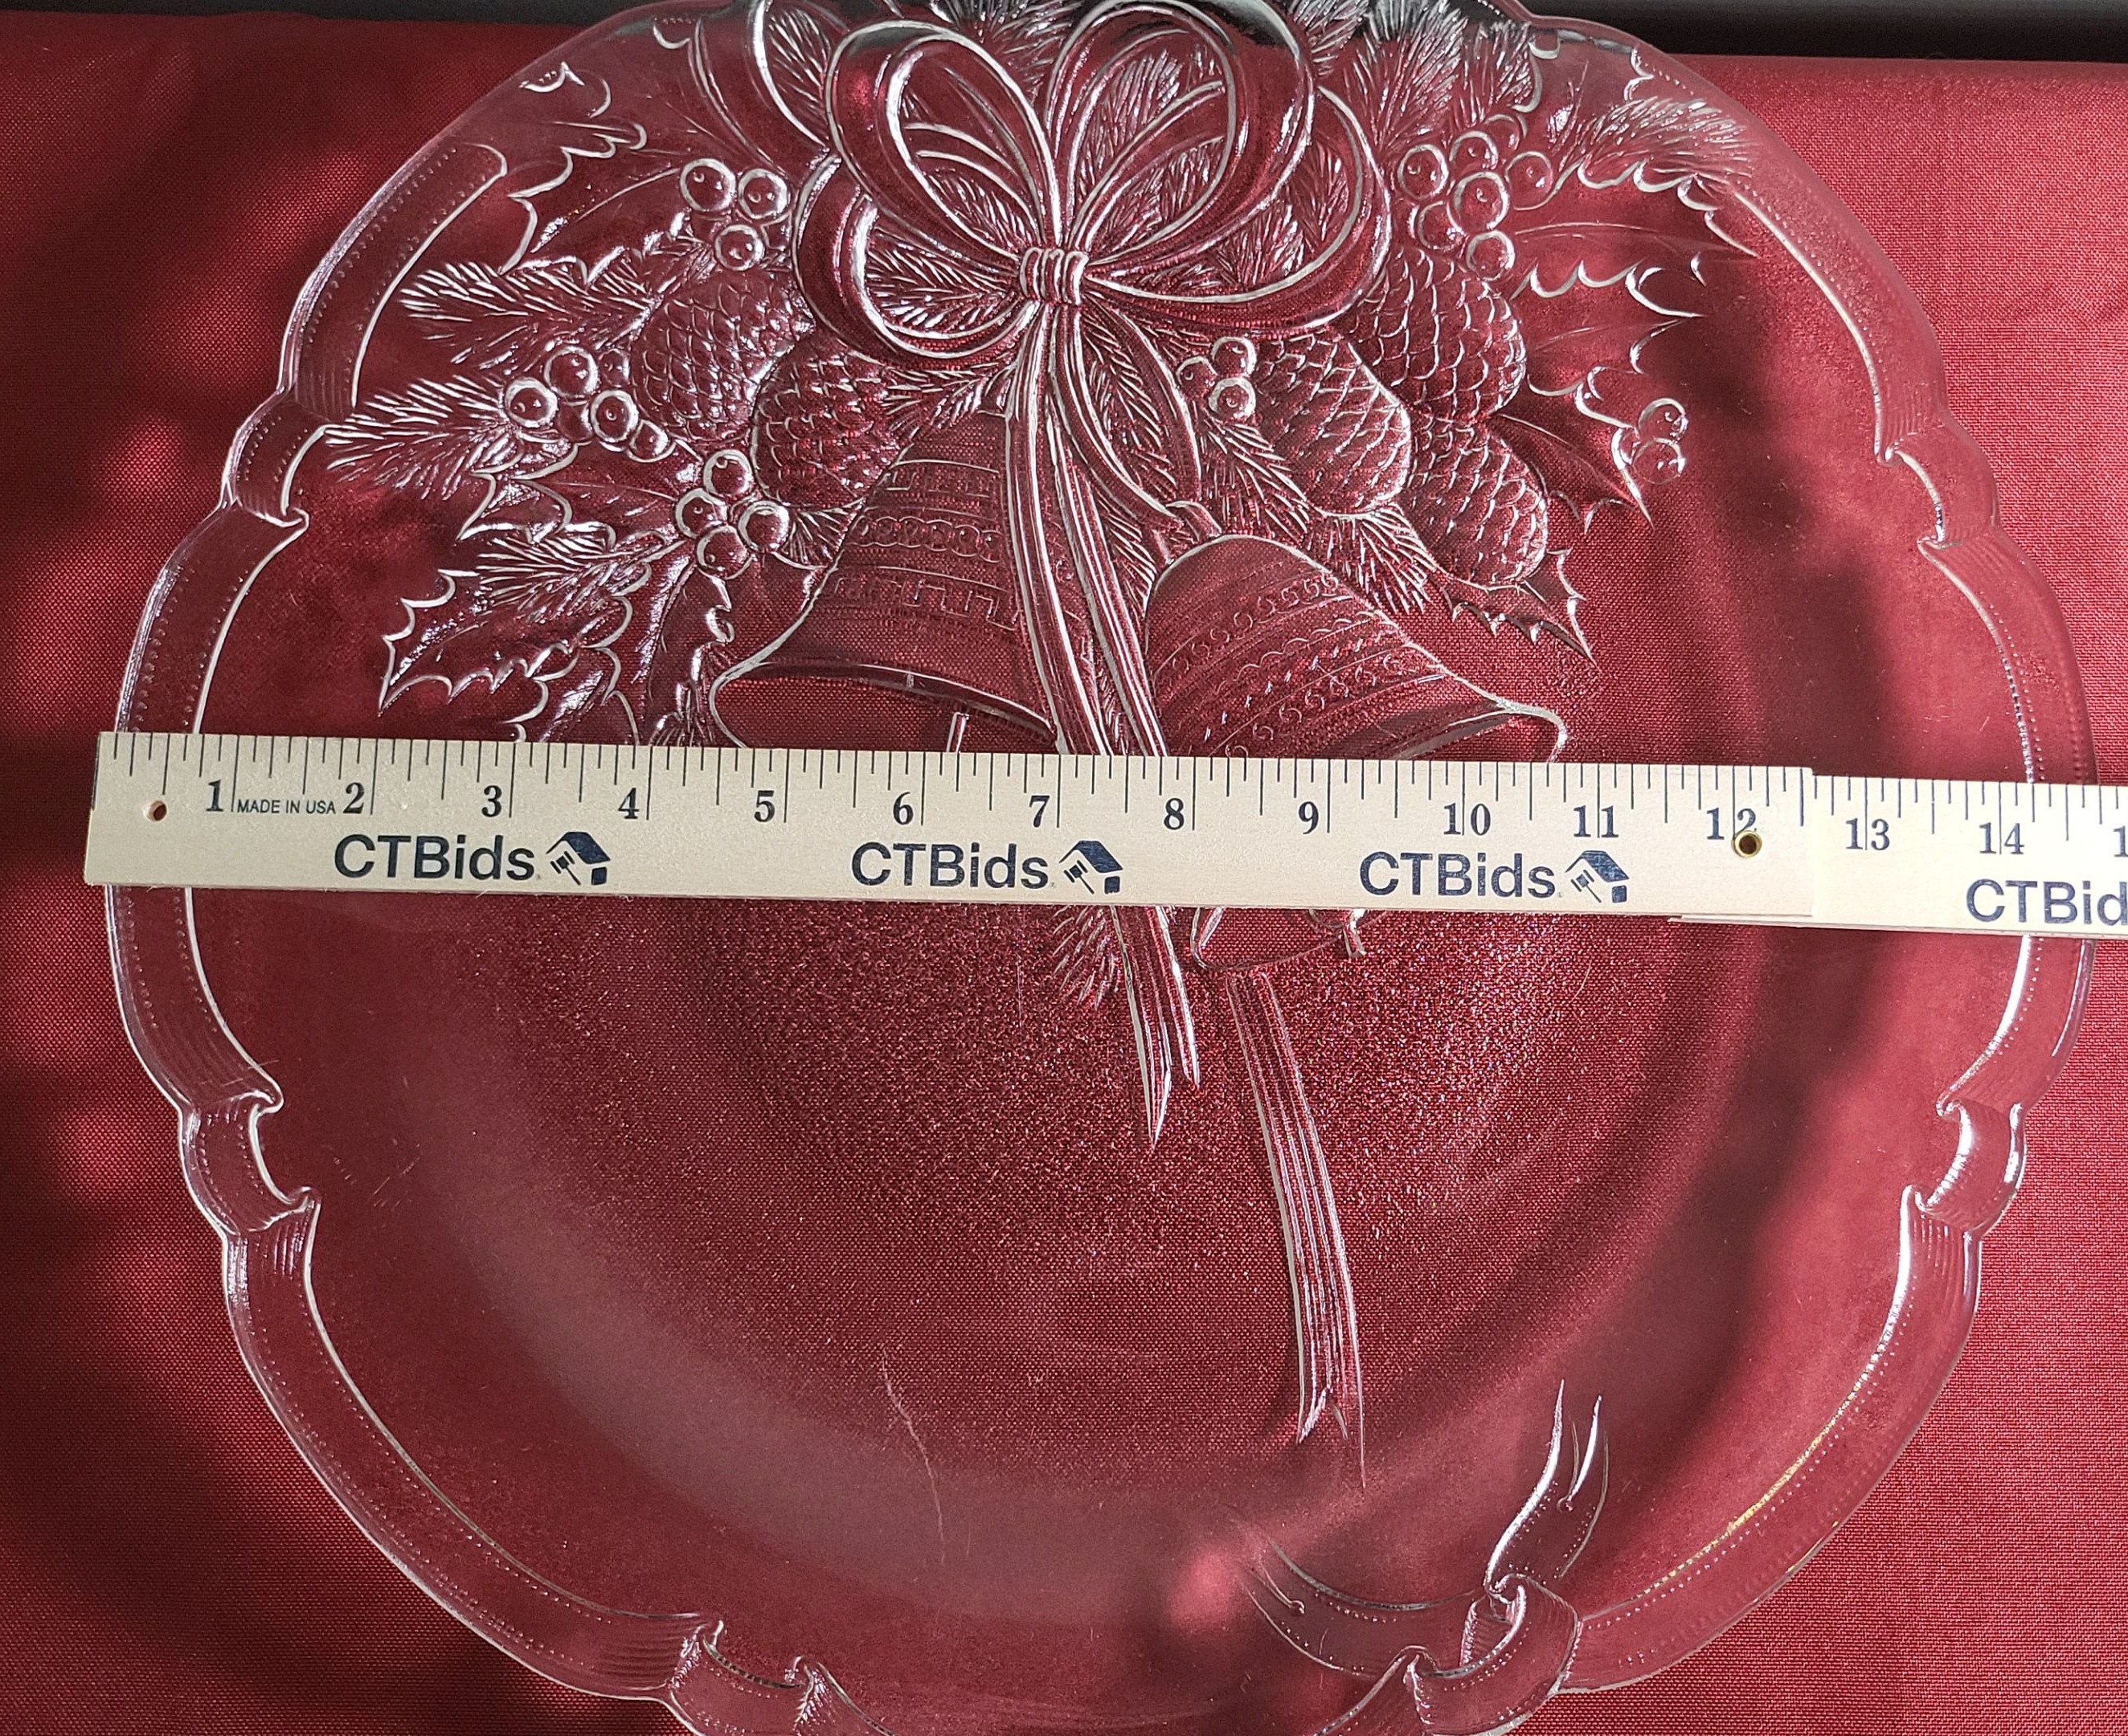 1 MADE IN USA 2 3 4 5 6 7 8 9 10 11 12 13 14 1
CTBids CTBids CTBids CTBid